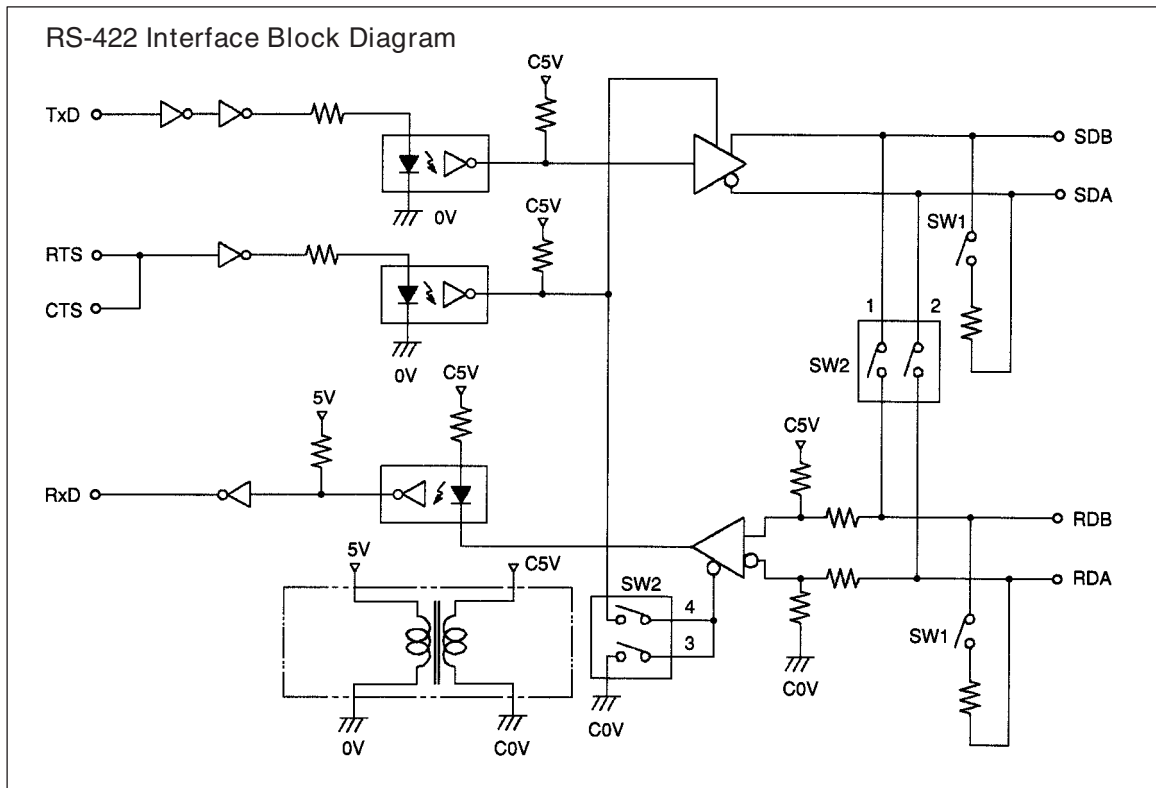 RS-422 Interface Block Diagram
C5V
TxD
SDB
0V
SDA
C5V
SW1
RTS
CTS
1
2
0V
SW2
C5V
5V
C5V
RxD
RDB
5V
C5V
RDA
SW2
4
SW1
3
C0V
C0V
0V
C0V